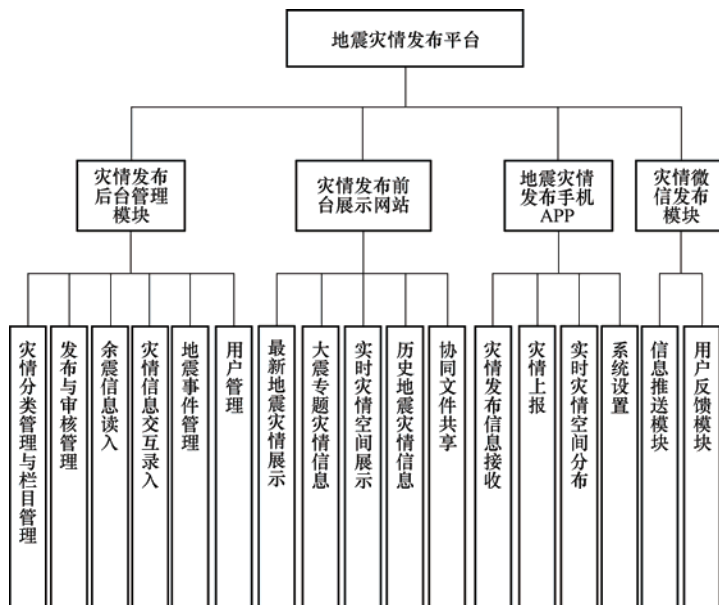 地震灾情发布平台
灾情发布
后台管理
模块
灾情发布前
台展示网站
地震灾情
发布手机
APP
灾情微
信发布
模块
灾情分类管理与栏目管理
发布与审核管理
余震信息读入
灾情信息交互录入
地震事件管理
用户管理
最新地震灾情展示
大震专题灾情信息
实时灾情空间展示
历史地震灾情信息
协同文件共享
灾情发布信息接收
灾情上报
实时灾情空间分布
系统设置
信息推送模块
用户反馈模块